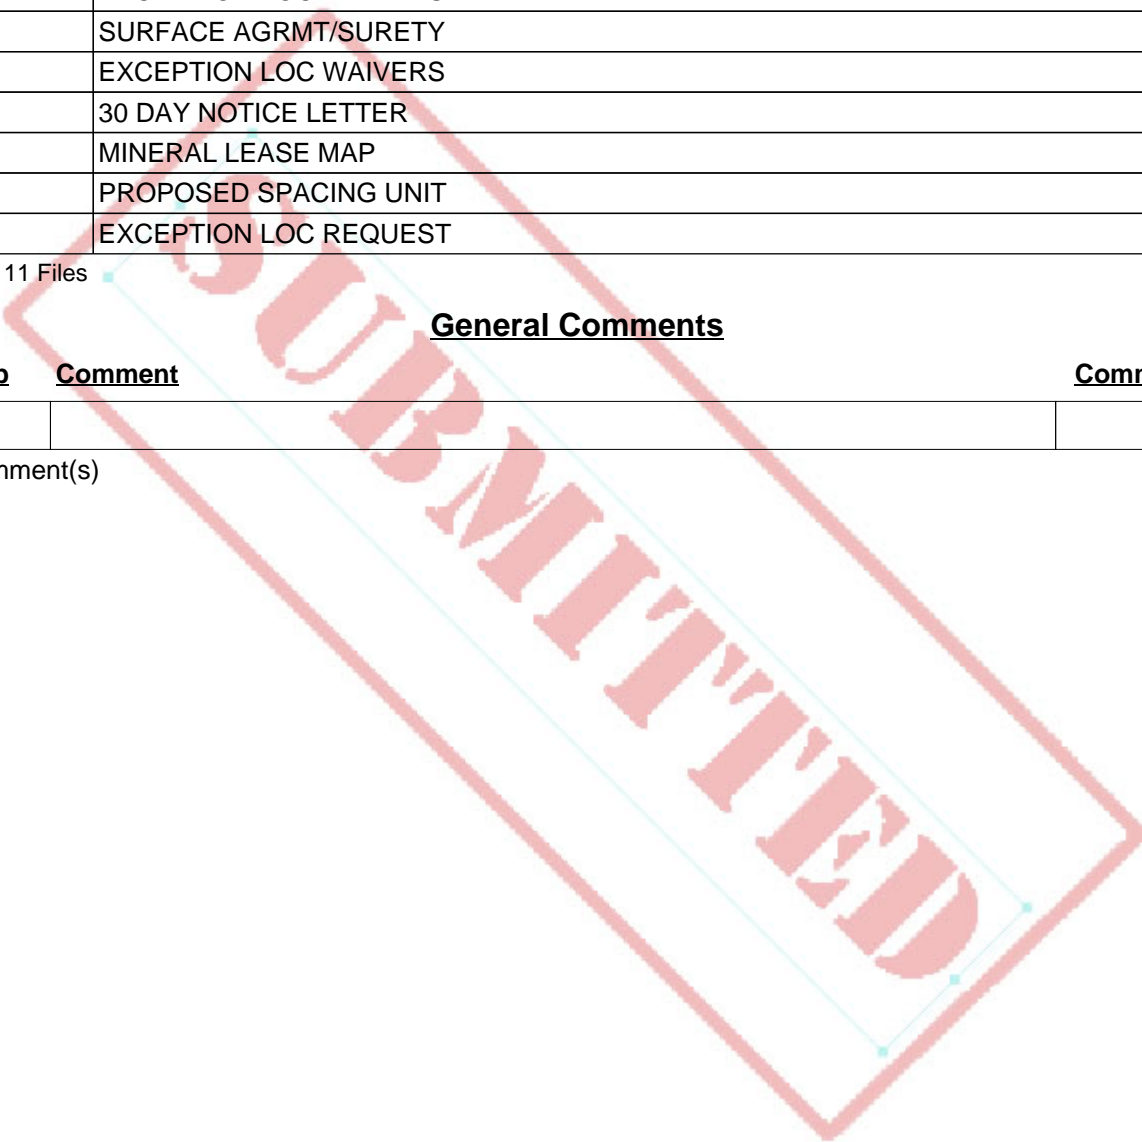 SURFACE AGRMT/SURETY
EXCEPTION LOC WAIVERS
30 DAY NOTICE LETTER
MINERAL LEASE MAP
PROPOSED SPACING UNIT
EXCEPTION LOC REQUEST
11 Files
General Comments
Comment
SUBMITTED